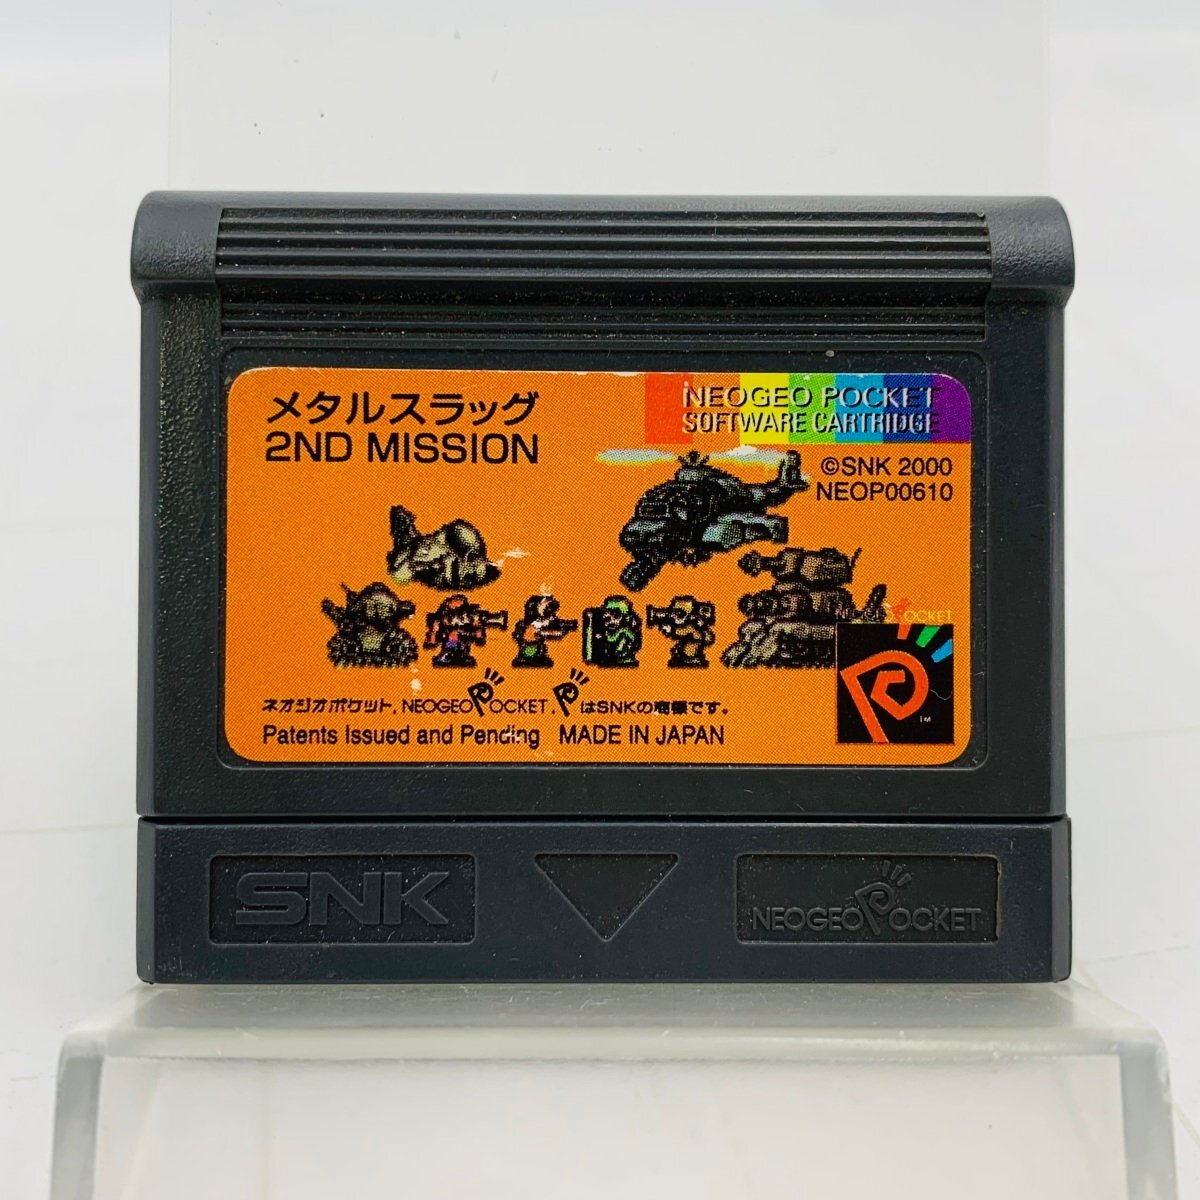 メタルスラッグ
2ND MISSION
NEOGEO POCKET
SOFTWARE CARTRIDGE
©SNK 2000
NEOP00610
POCKET
ネオジオポケット, NEOGEO POCKET, P はSNKの商標です。
Patents Issued and Pending MADE IN JAPAN
TM
SNK
NEOGEO POCKET